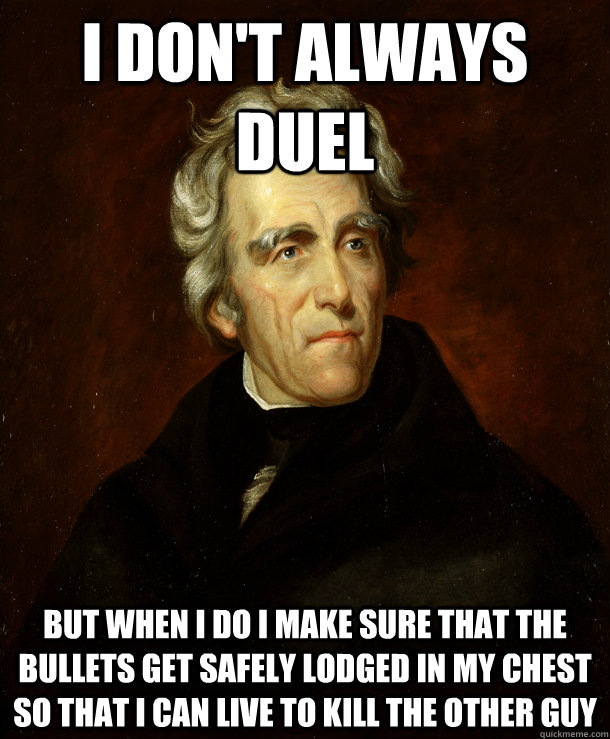 I DON'T ALWAYS
DUEL
BUT WHEN I DO I MAKE SURE THAT THE
BULLETS GET SAFELY LODGED IN MY CHEST
SO THAT I CAN LIVE TO KILL THE OTHER GUY
quickmeme.com